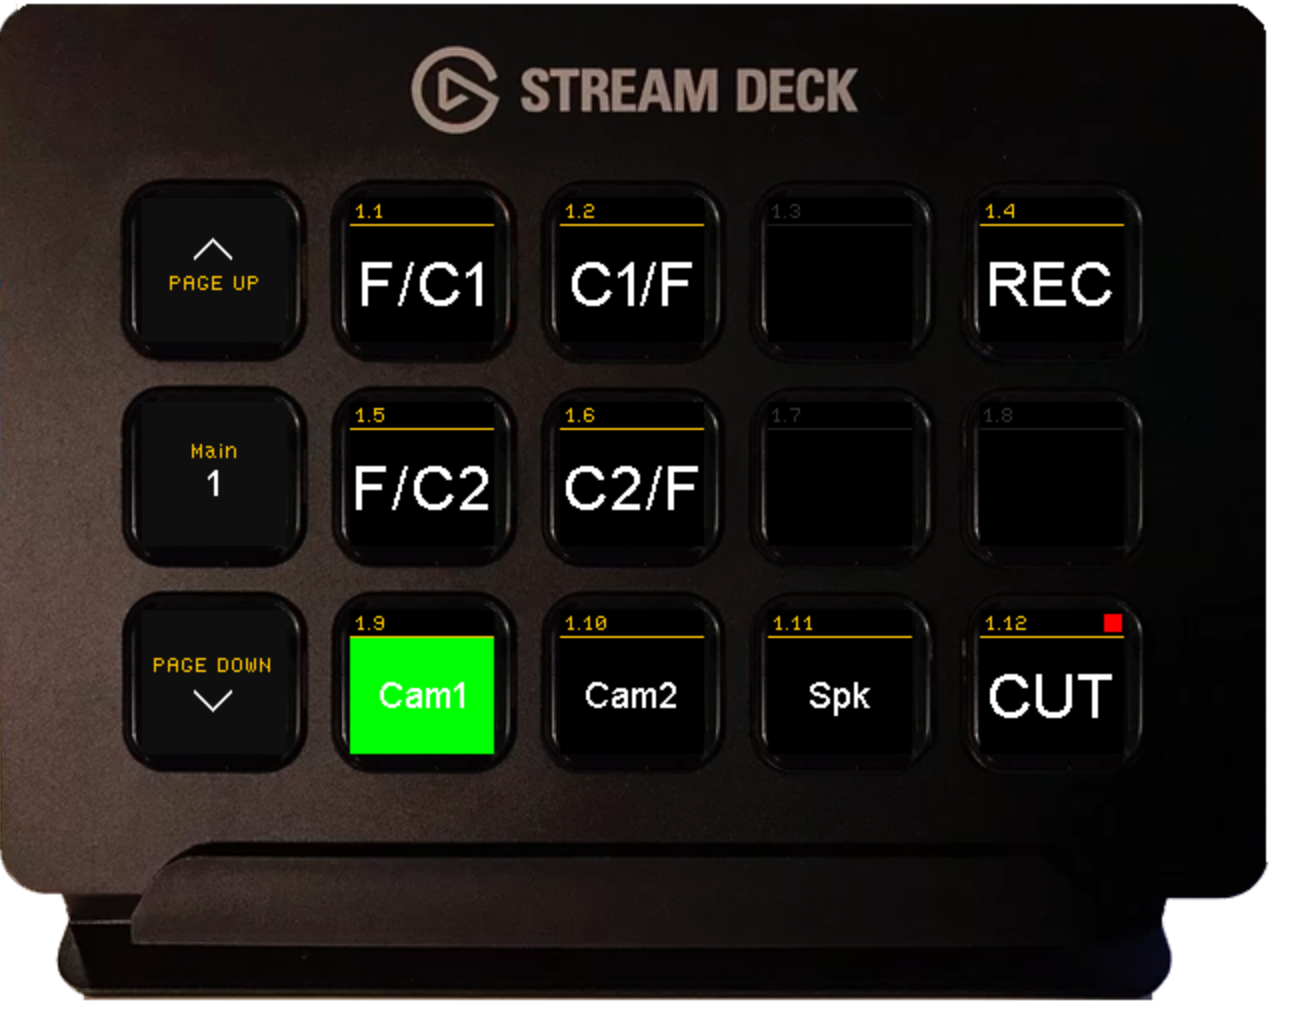 STREAM DECK
PAGE UP
1.1
F/C1
1.2
C1/F
1.3
1.4
REC
Main
1
1.5
F/C2
1.6
C2/F
1.7
1.8
PAGE DOWN
1.9
Cam1
1.10
Cam2
1.11
Spk
1.12
CUT